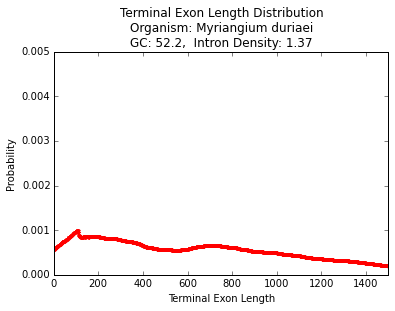 Terminal Exon Length Distribution
Organism: Myriangium duriaei
GC: 52.2,  Intron Density: 1.37
0.005
0.004
0.003
0.002
0.001
0.000
Probability
0 200 400 600 800 1000 1200 1400
Terminal Exon Length